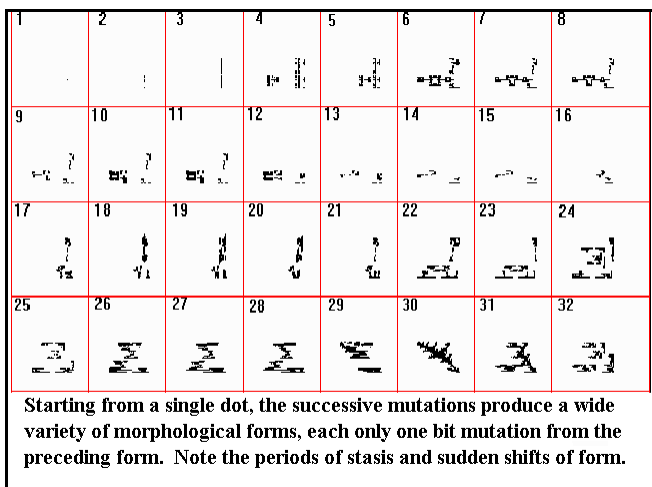 1 2 3 4 5 6 7 8
9 10 11 12 13 14 15 16
17 18 19 20 21 22 23 24
25 26 27 28 29 30 31 32
Starting from a single dot, the successive mutations produce a wide
variety of morphological forms, each only one bit mutation from the
preceding form. Note the periods of stasis and sudden shifts of form.